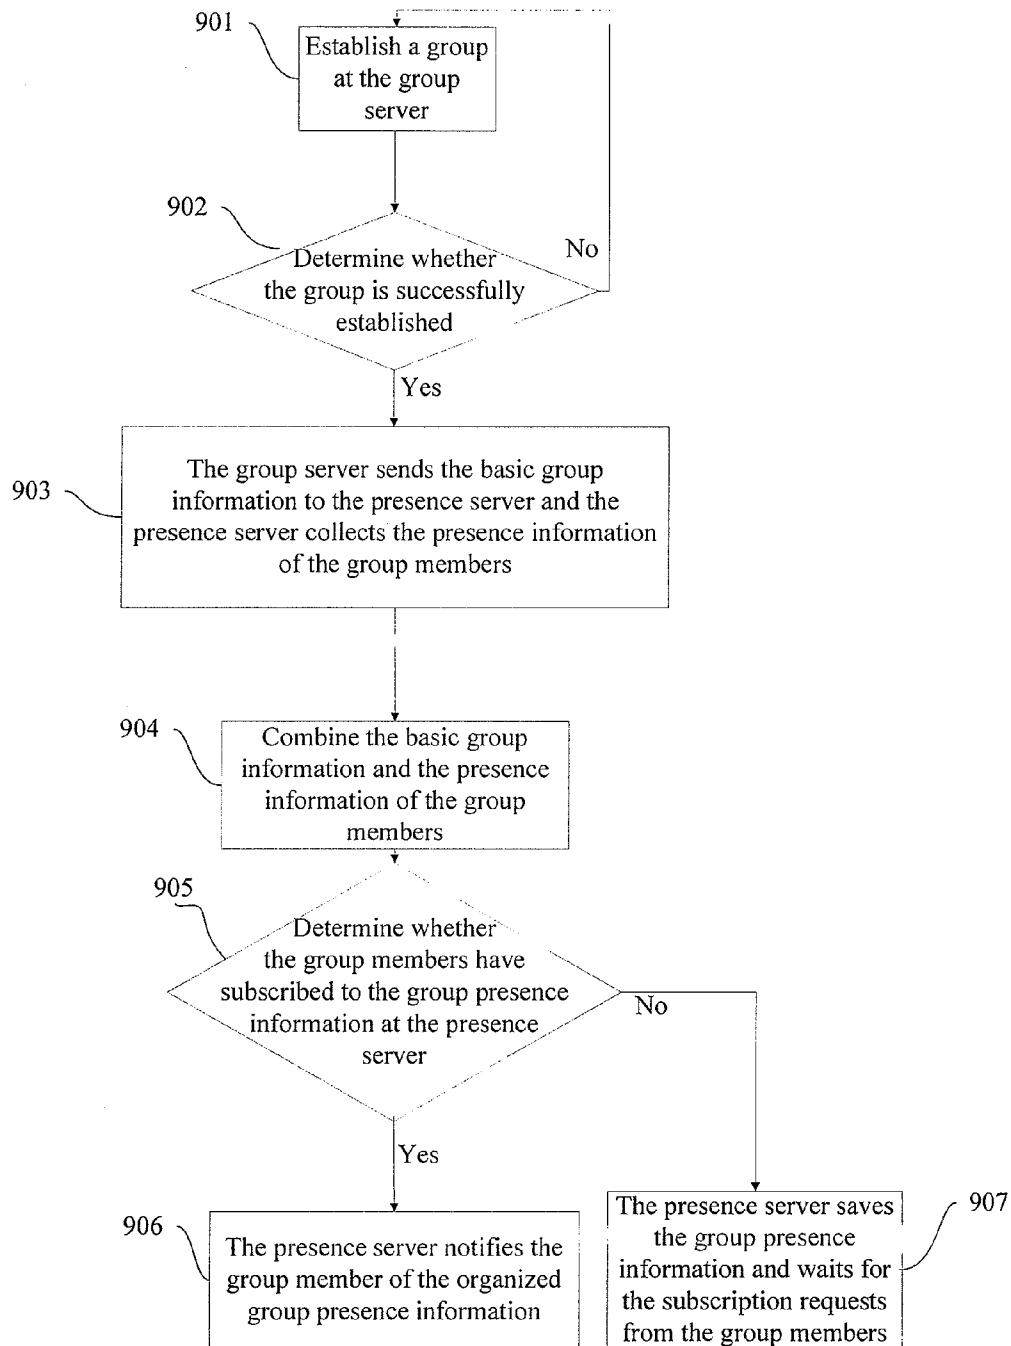 901
Establish a group
at the group
server
902
Determine whether
the group is successfully
established
No
Yes
903
The group server sends the basic group
information to the presence server and the
presence server collects the presence information
of the group members
904
Combine the basic group
information and the presence
information of the group
members
905
Determine whether
the group members have
subscribed to the group presence
information at the presence
server
No
Yes
906
The presence server notifies the
group member of the organized
group presence information
907
The presence server saves
the group presence
information and waits for
the subscription requests
from the group members